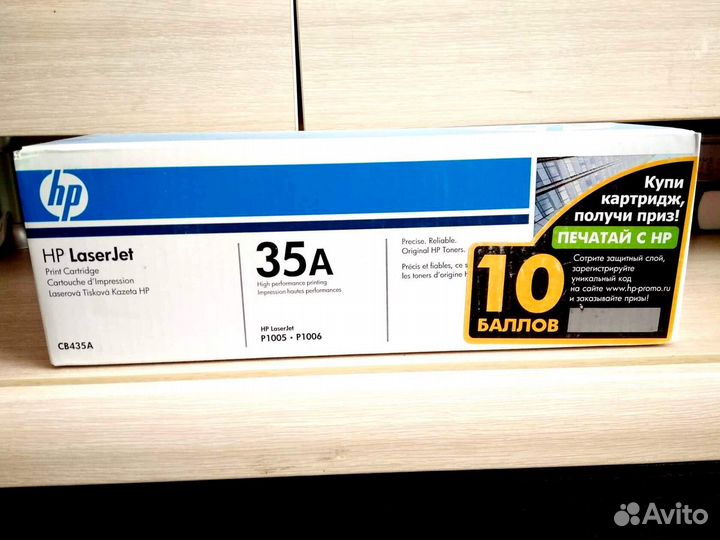 hp
HP LaserJet
Print Cartridge
Cartouche d'Impression
Laserová Tisková Kazeta HP
CB435A
35A
High performance printing
Impression hautes performances
HP LaserJet
P1005 • P1006
Precise. Reliable.
Original HP Toners.
Précis et fiables, ce s
les toners d'origine H
Купи
картридж,
получи приз!
ПЕЧАТАЙ С HP
10
БАЛЛОВ
Сотрите защитный слой,
зарегистрируйте
уникальный код
на сайте www.hp-promo.ru
и заказывайте призы!
Avito